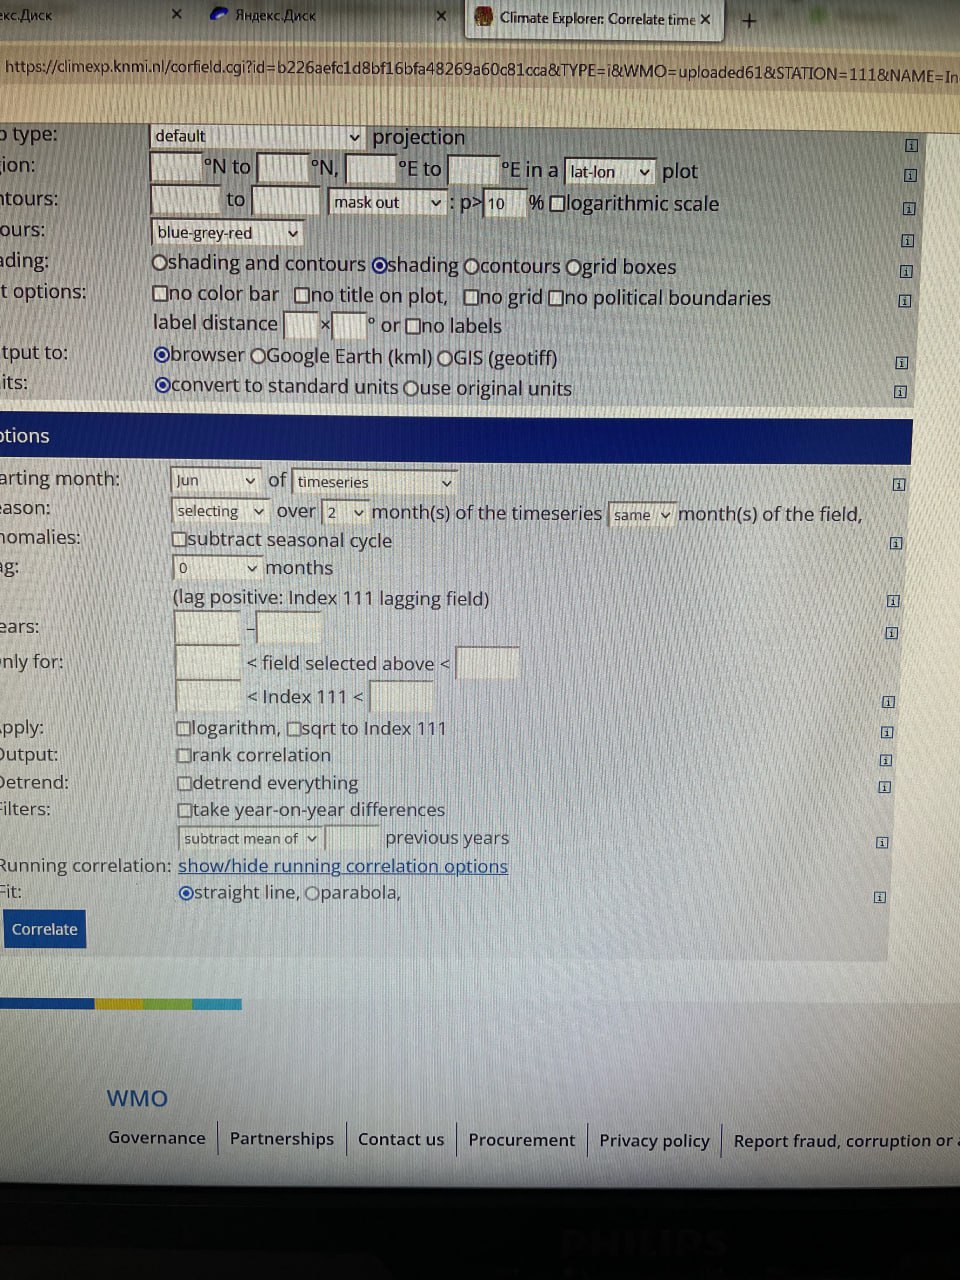 екс.Диск
Яндекс.Диск
Climate Explorer: Correlate time
https://climexp.knmi.nl/corfield.cgi?id=b226aefc1d8bf16bfa48269a60c81cca&TYPE=i&WMO=uploaded61&STATION=111&NAME=In
p type: default projection
ion: °N to °N, °E to °E in a lat-lon plot
ntours: to mask out : p> 10 % logarithmic scale
ours: blue-grey-red
ading: shading and contours shading contours grid boxes
t options: no color bar no title on plot, no grid no political boundaries
label distance × ° or no labels
tput to: browser Google Earth (kml) GIS (geotiff)
its: convert to standard units use original units
otions
arting month: Jun of timeseries
eason: selecting over 2 month(s) of the timeseries same month(s) of the field,
nomalies: subtract seasonal cycle
ag: 0 months
(lag positive: Index 111 lagging field)
ears: –
nly for: < field selected above <
< Index 111 <
pply: logarithm, sqrt to Index 111
Output: rank correlation
Detrend: detrend everything
Filters: take year-on-year differences
subtract mean of previous years
Running correlation: show/hide running correlation options
Fit: straight line, parabola,
Correlate
WMO
Governance Partnerships Contact us Procurement Privacy policy Report fraud, corruption or a
PHILIPS